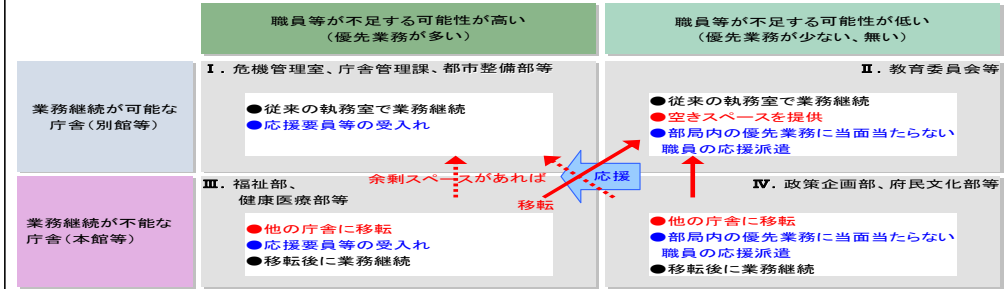 職員等が不足する可能性が高い
(優先業務が多い)
職員等が不足する可能性が低い
(優先業務が少ない、無い)
業務継続が可能な
庁舎(別館等)
Ⅰ．危機管理室、庁舎管理課、都市整備部等
●従来の執務室で業務継続
●応援要員等の受入れ
Ⅱ．教育委員会等
●従来の執務室で業務継続
●空きスペースを提供
●部局内の優先業務に当面当たらない
職員の応援派遣
余剰スペースがあれば
移転
応援
業務継続が不能な
庁舎(本館等)
Ⅲ．福祉部、
健康医療部等
●他の庁舎に移転
●応援要員等の受入れ
●移転後に業務継続
Ⅳ．政策企画部、府民文化部等
●他の庁舎に移転
●部局内の優先業務に当面当たらない
職員の応援派遣
●移転後に業務継続